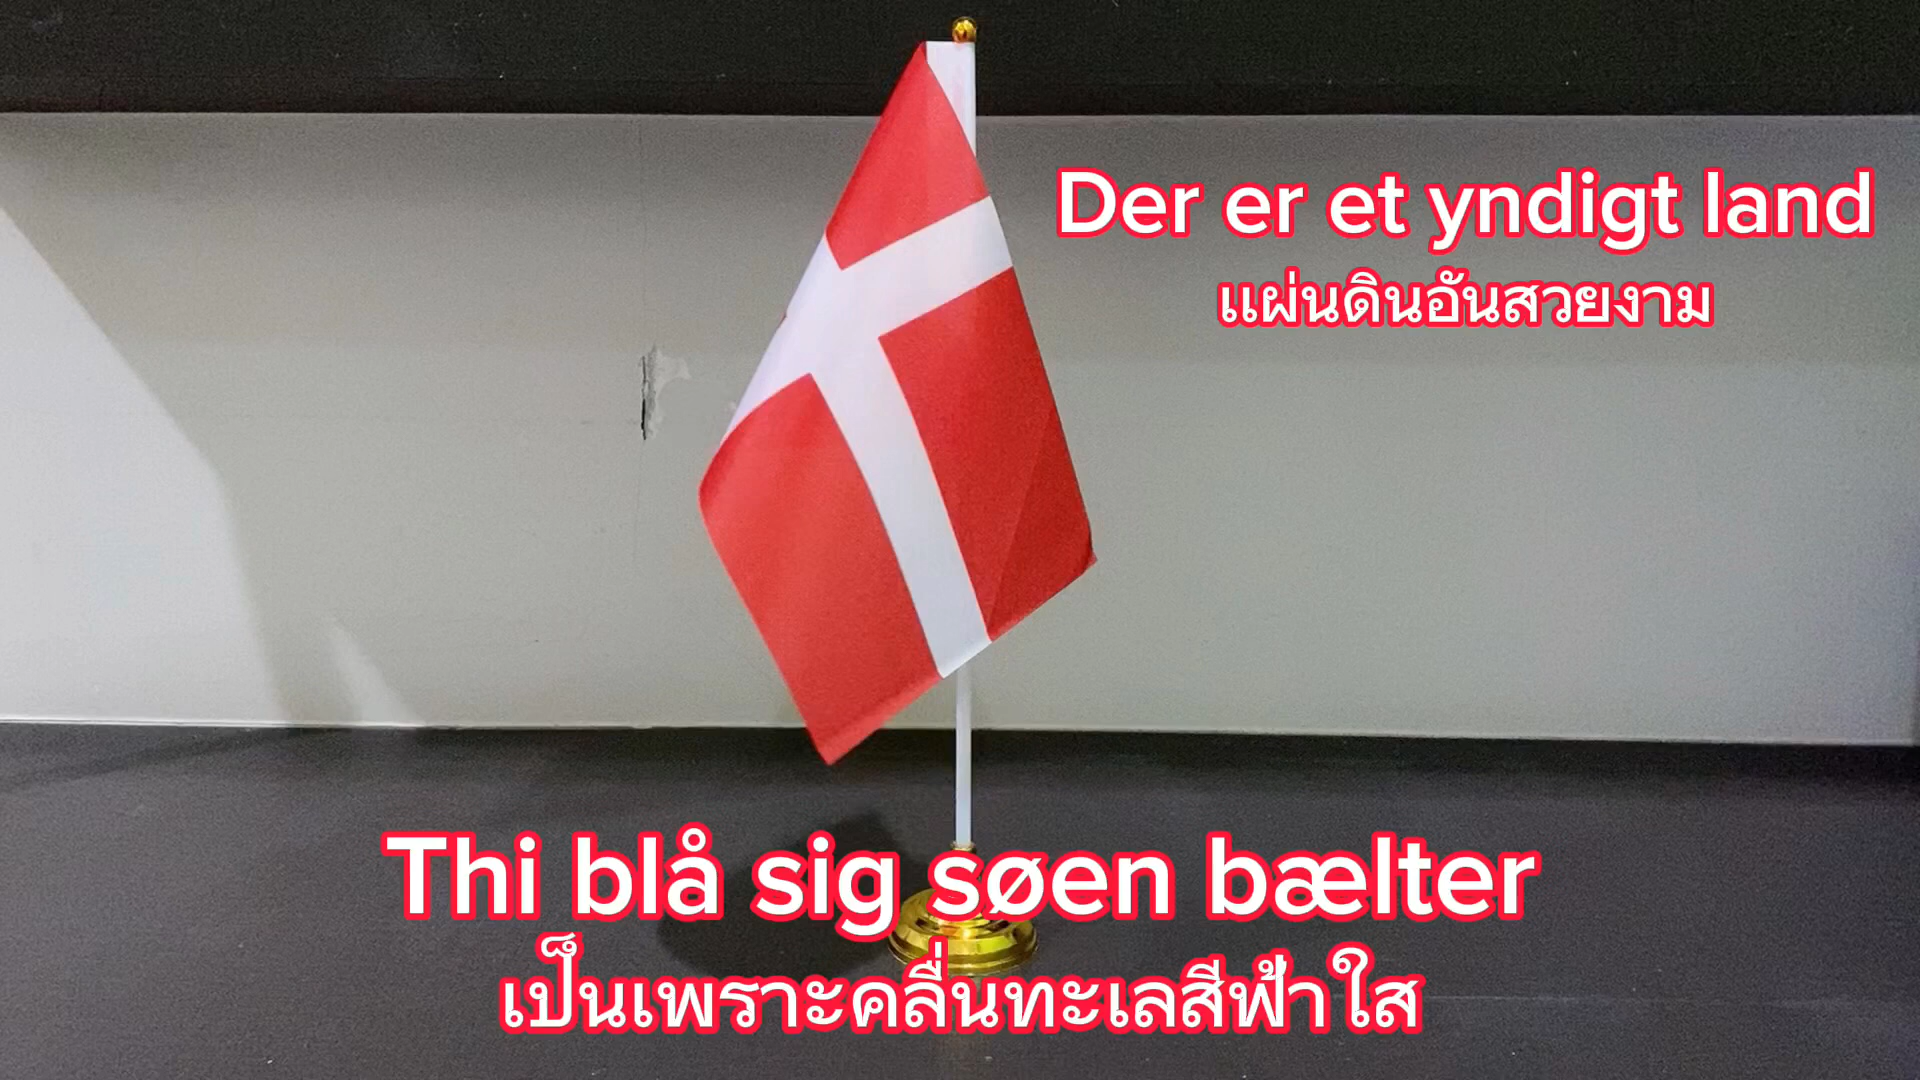 Der er et yndigt land
แผ่นดินอันสวยงาม
Thi blå sig søen bælter
เป็นเพราะคลื่นทะเลสีฟ้าใส